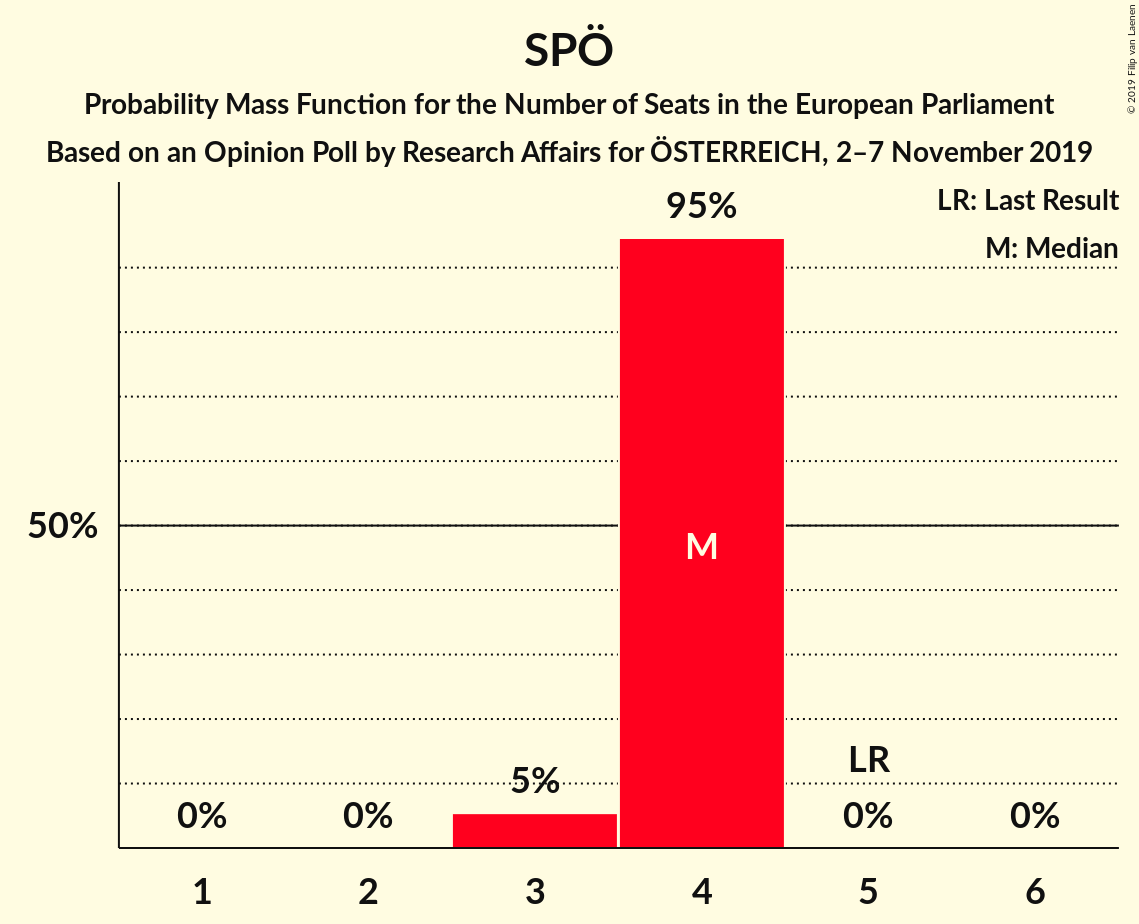 SPÖ
Probability Mass Function for the Number of Seats in the European Parliament
Based on an Opinion Poll by Research Affairs for ÖSTERREICH, 2–7 November 2019
© 2019 Filip van Laenen
LR: Last Result
M: Median
95%
50%
M
5%
LR
0%
0%
0%
0%
1
2
3
4
5
6